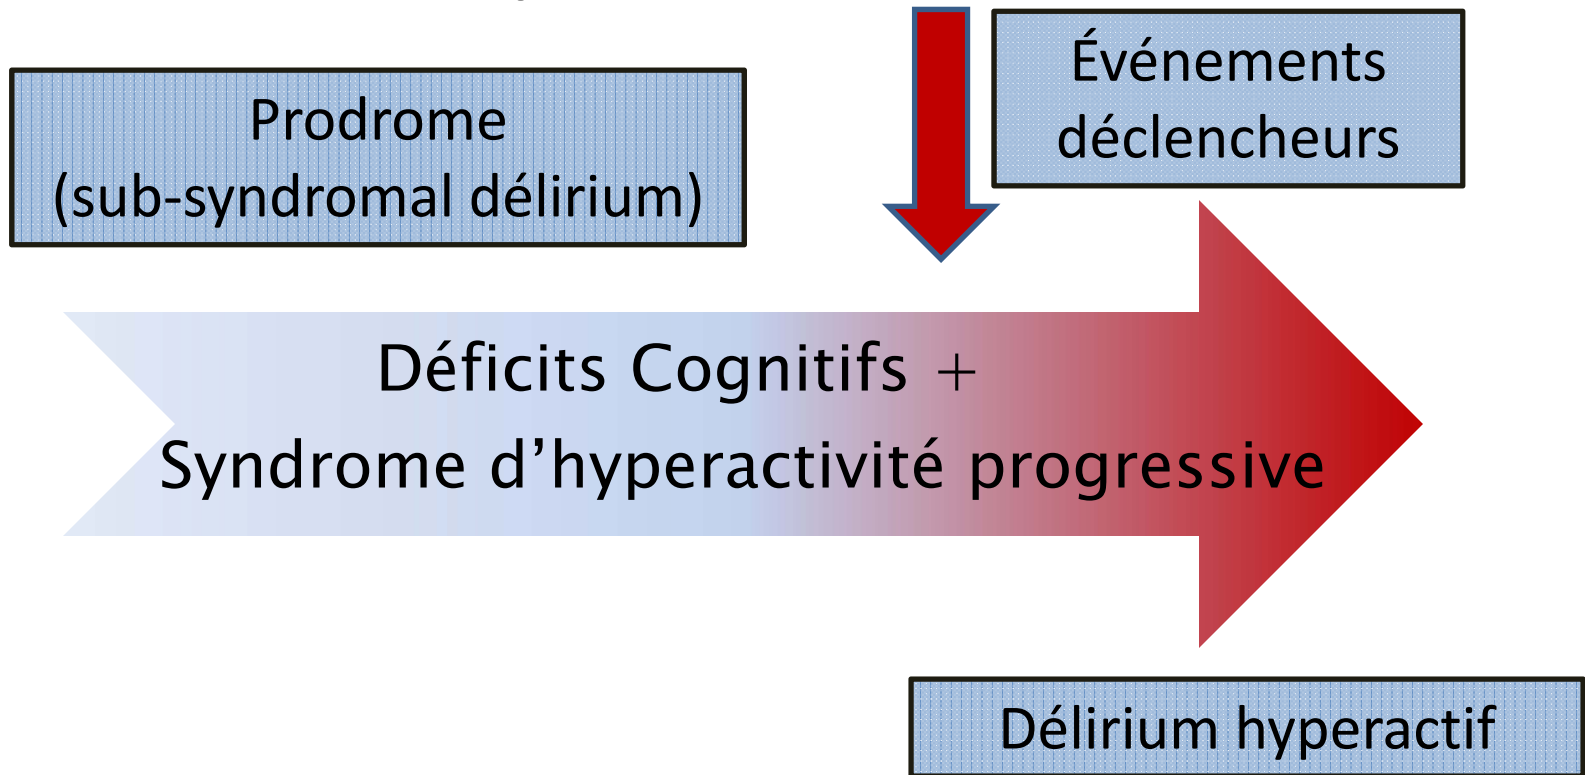 Prodrome
(sub-syndromal délirium)
Événements
déclencheurs
Déficits Cognitifs +
Syndrome d’hyperactivité progressive
Délirium hyperactif